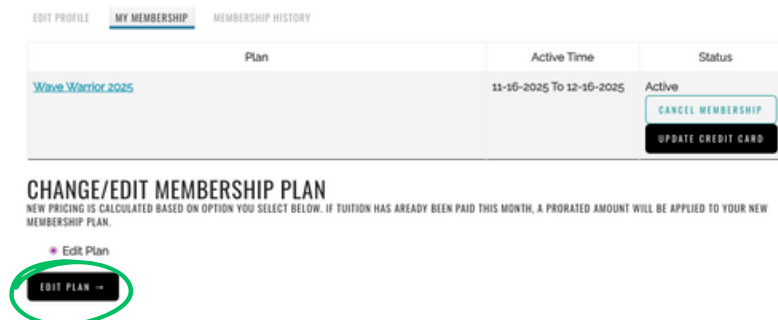 EDIT PROFILE MY MEMBERSHIP MEMBERSHIP HISTORY
Plan Active Time Status
Wave Warrior 2025 11-16-2025 To 12-16-2025 Active
CANCEL MEMBERSHIP
UPDATE CREDIT CARD
CHANGE/EDIT MEMBERSHIP PLAN
NEW PRICING IS CALCULATED BASED ON OPTION YOU SELECT BELOW. IF TUITION HAS AREADY BEEN PAID THIS MONTH, A PRORATED AMOUNT WILL BE APPLIED TO YOUR NEW
MEMBERSHIP PLAN.
Edit Plan
EDIT PLAN →